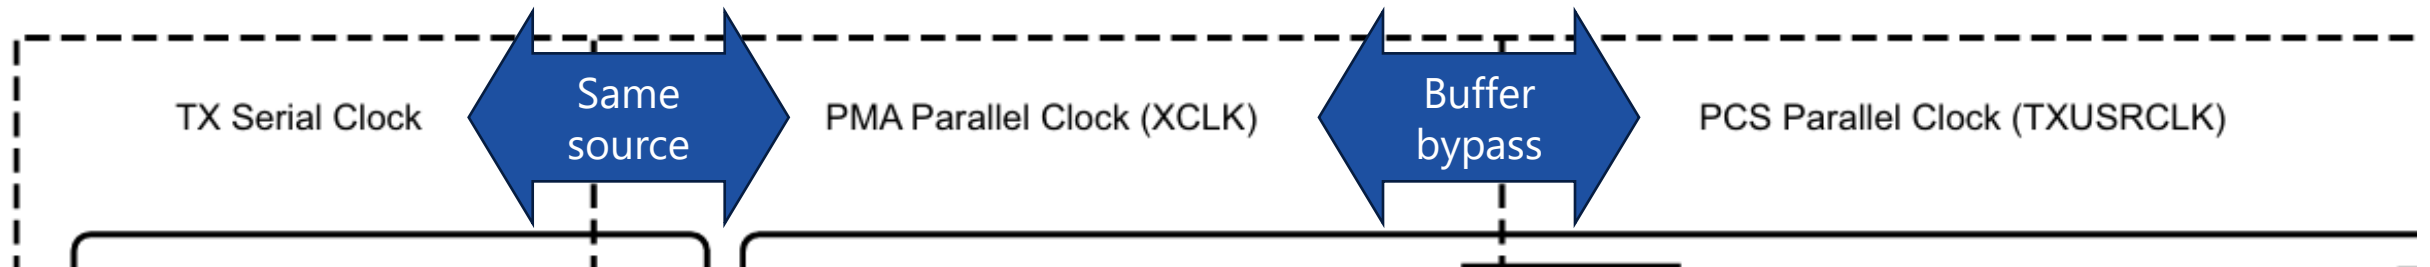 TX Serial Clock
Same
source
PMA Parallel Clock (XCLK)
Buffer
bypass
PCS Parallel Clock (TXUSRCLK)